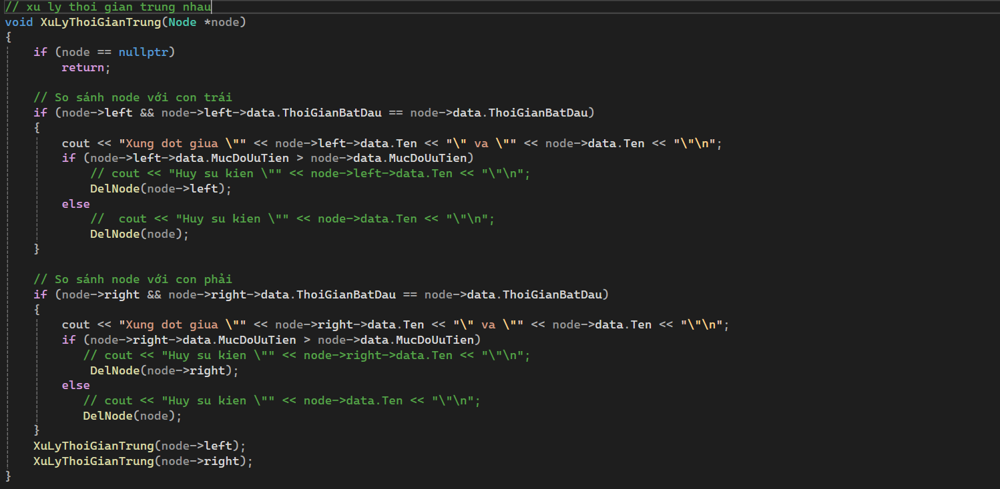 // xu ly thoi gian trung nhau
void XuLyThoiGianTrung(Node *node)
{
    if (node == nullptr)
        return;

    // So sánh node với con trái
    if (node->left && node->left->data.ThoiGianBatDau == node->data.ThoiGianBatDau)
    {
        cout << "Xung dot giua \"" << node->left->data.Ten << "\" va \"" << node->data.Ten << "\"\n";
        if (node->left->data.MucDoUuTien > node->data.MucDoUuTien)
            // cout << "Huy su kien \"" << node->left->data.Ten << "\"\n";
            DelNode(node->left);
        else
            //  cout << "Huy su kien \"" << node->data.Ten << "\"\n";
            DelNode(node);
    }

    // So sánh node với con phải
    if (node->right && node->right->data.ThoiGianBatDau == node->data.ThoiGianBatDau)
    {
        cout << "Xung dot giua \"" << node->right->data.Ten << "\" va \"" << node->data.Ten << "\"\n";
        if (node->right->data.MucDoUuTien > node->data.MucDoUuTien)
           // cout << "Huy su kien \"" << node->right->data.Ten << "\"\n";
            DelNode(node->right);
        else
           // cout << "Huy su kien \"" << node->data.Ten << "\"\n";
           DelNode(node);
    }
    XuLyThoiGianTrung(node->left);
    XuLyThoiGianTrung(node->right);
}